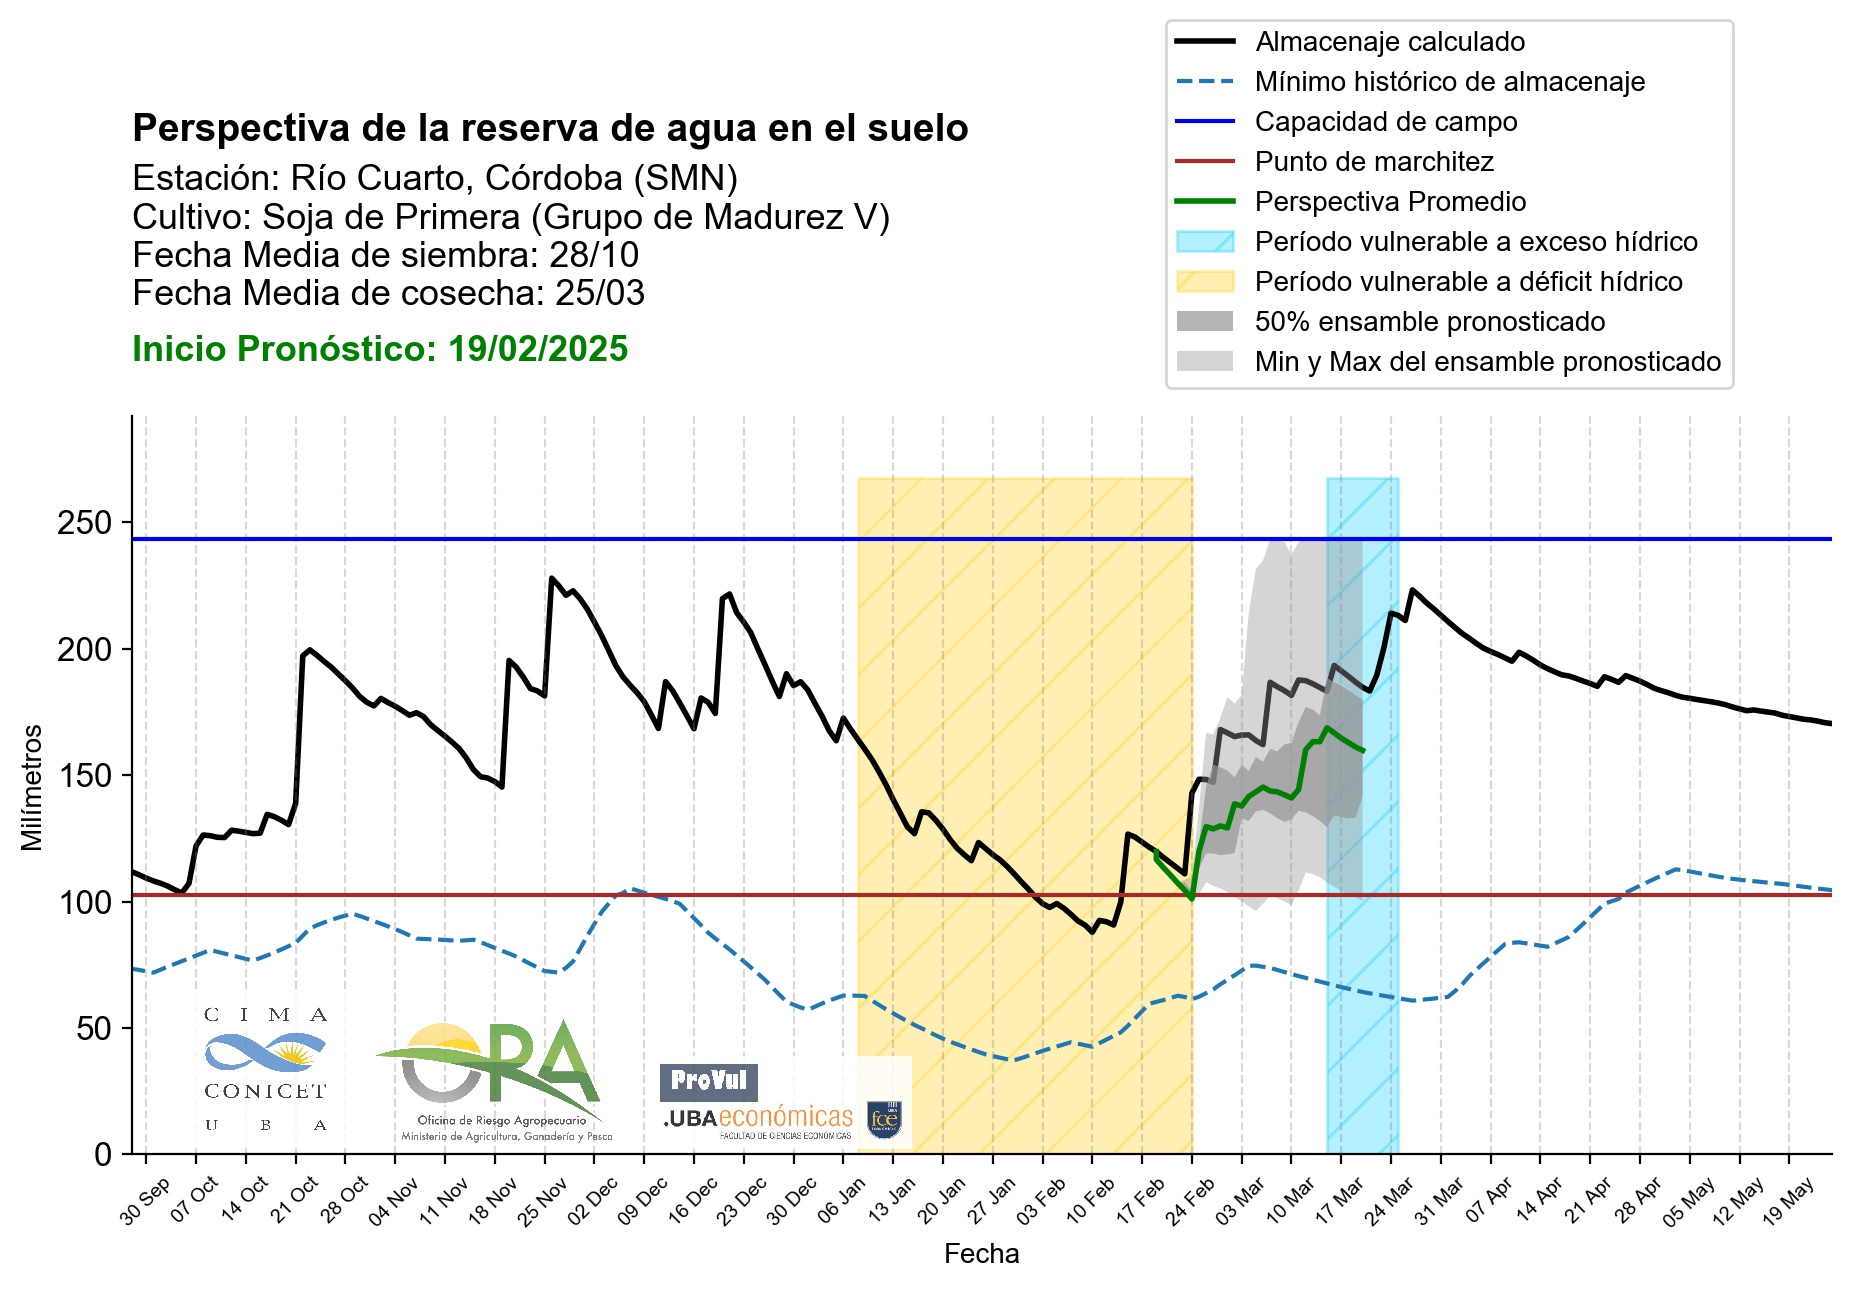 Almacenaje calculado
Mínimo histórico de almacenaje
Capacidad de campo
Punto de marchitez
Perspectiva Promedio
Período vulnerable a exceso hídrico
Período vulnerable a déficit hídrico
50% ensamble pronosticado
Min y Max del ensamble pronosticado
Perspectiva de la reserva de agua en el suelo
Estación: Río Cuarto, Córdoba (SMN)
Cultivo: Soja de Primera (Grupo de Madurez V)
Fecha Media de siembra: 28/10
Fecha Media de cosecha: 25/03
Inicio Pronóstico: 19/02/2025
250
200
150
100
50
0
Milímetros
C I M A
CONICET
U B A
ORA
Oficina de Riesgo Agropecuario
Ministerio de Agricultura, Ganadería y Pesca
ProVul
.UBAeconómicas
FACULTAD DE CIENCIAS ECONÓMICAS
UBA
fce
ECONÓMICAS
30 Sep
07 Oct
14 Oct
21 Oct
28 Oct
04 Nov
11 Nov
18 Nov
25 Nov
02 Dec
09 Dec
16 Dec
23 Dec
30 Dec
06 Jan
13 Jan
20 Jan
27 Jan
03 Feb
10 Feb
17 Feb
24 Feb
03 Mar
10 Mar
17 Mar
24 Mar
31 Mar
07 Apr
14 Apr
21 Apr
28 Apr
05 May
12 May
19 May
Fecha